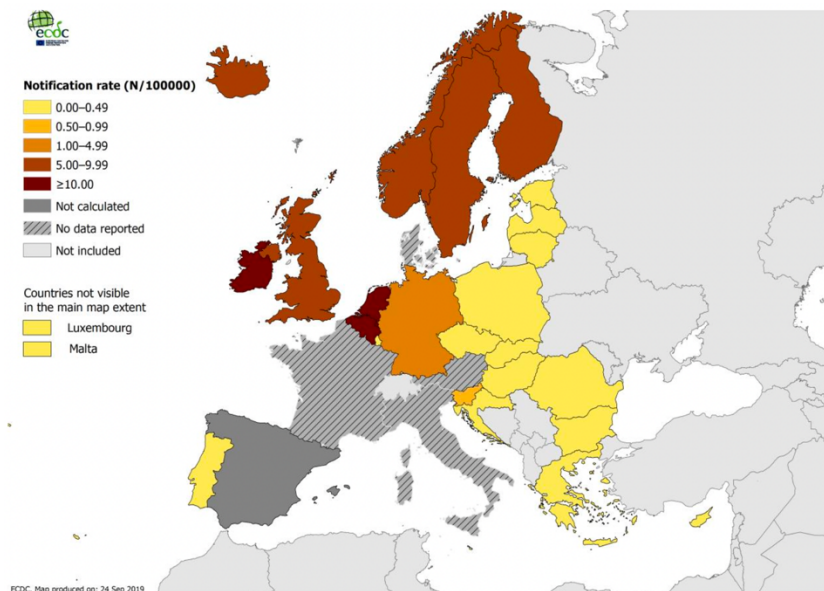 ecdc
Notification rate (N/100000)
0.00–0.49
0.50–0.99
1.00–4.99
5.00–9.99
≥10.00
Not calculated
No data reported
Not included
Countries not visible
in the main map extent
Luxembourg
Malta
ECDC. Map produced on: 24 Sep 2019